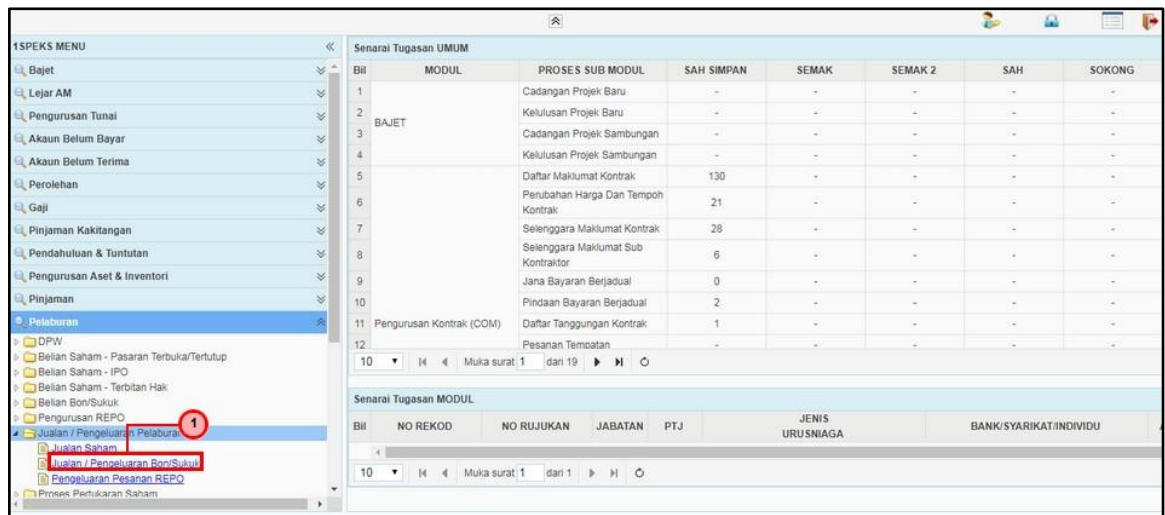 1SPEKS MENU
Bajet
Lejar AM
Pengurusan Tunai
Akaun Belum Bayar
Akaun Belum Terima
Perolehan
Gaji
Pinjaman Kakitangan
Pendahuluan & Tuntutan
Pengurusan Aset & Inventori
Pinjaman
Pelaburan
DPW
Belian Saham - Pasaran Terbuka/Tertutup
Belian Saham - IPO
Belian Saham - Terbitan Hak
Belian Bon/Sukuk
Pengurusan REPO
Jualan / Pengeluaran Pelaburan
1
Jualan Saham
Jualan / Pengeluaran Bon/Sukuk
Pengeluaran Pesanan REPO
Proses Pertukaran Saham
Senarai Tugasan UMUM
Bil MODUL PROSES SUB MODUL SAH SIMPAN SEMAK SEMAK 2 SAH SOKONG
1 Cadangan Projek Baru - - - - -
2 Kelulusan Projek Baru - - - - -
BAJET
3 Cadangan Projek Sambungan - - - - -
4 Kelulusan Projek Sambungan - - - - -
5 Daftar Maklumat Kontrak 130 - - - -
6 Perubahan Harga Dan Tempoh
Kontrak 21 - - - -
7 Selenggara Maklumat Kontrak 28 - - - -
8 Selenggara Maklumat Sub
Kontraktor 6 - - - -
9 Jana Bayaran Berjadual 0 - - - -
10 Pindaan Bayaran Berjadual 2 - - - -
11 Pengurusan Kontrak (COM) Daftar Tanggungan Kontrak 1 - - - -
12 Pesanan Tempatan - - - - -
10 Muka surat 1 dari 19
Senarai Tugasan MODUL
Bil NO REKOD NO RUJUKAN JABATAN PTJ JENIS
URUSNIAGA BANK/SYARIKAT/INDIVIDU
10 Muka surat 1 dari 1